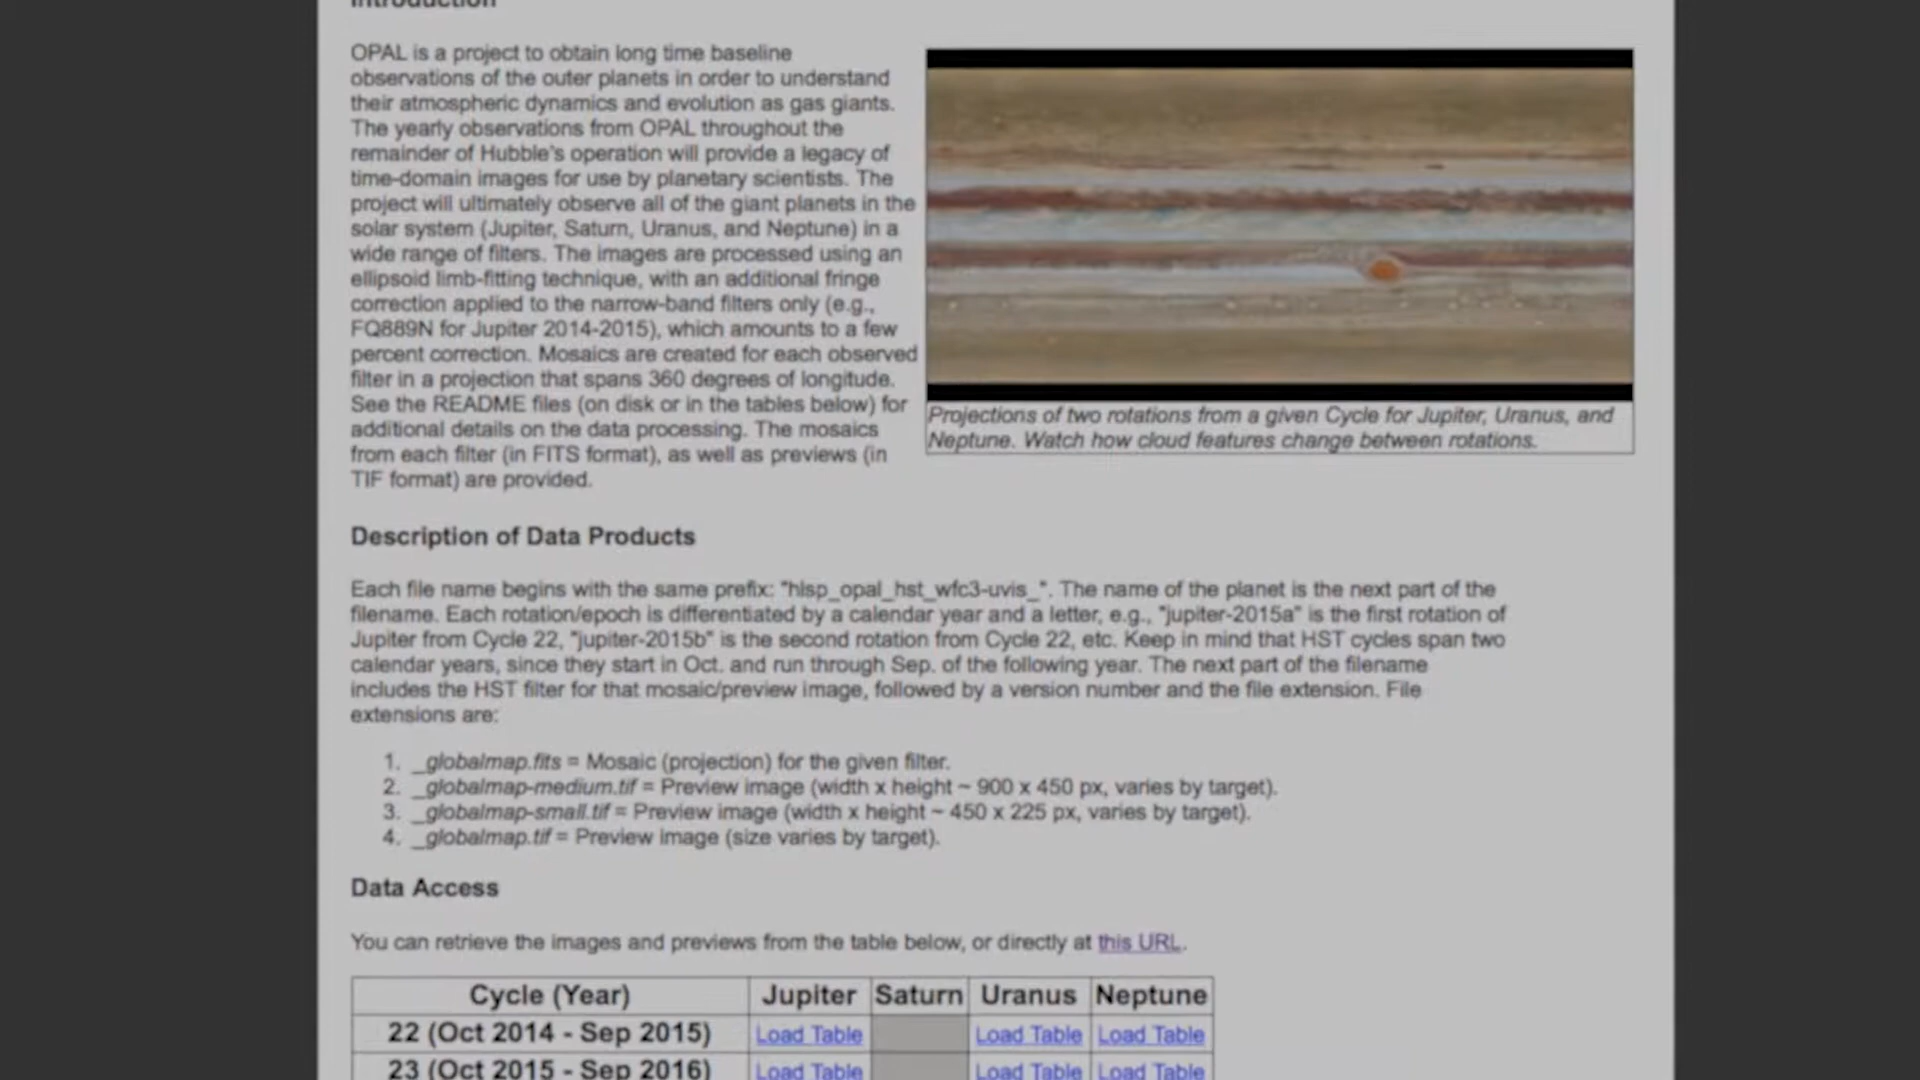 Introduction
OPAL is a project to obtain long time baseline
observations of the outer planets in order to understand
their atmospheric dynamics and evolution as gas giants.
The yearly observations from OPAL throughout the
remainder of Hubble's operation will provide a legacy of
time-domain images for use by planetary scientists. The
project will ultimately observe all of the giant planets in the
solar system (Jupiter, Saturn, Uranus, and Neptune) in a
wide range of filters. The images are processed using an
ellipsoid limb-fitting technique, with an additional fringe
correction applied to the narrow-band filters only (e.g.,
FQ889N for Jupiter 2014-2015), which amounts to a few
percent correction. Mosaics are created for each observed
filter in a projection that spans 360 degrees of longitude.
See the README files (on disk or in the tables below) for
additional details on the data processing. The mosaics
from each filter (in FITS format), as well as previews (in
TIF format) are provided.
Projections of two rotations from a given Cycle for Jupiter, Uranus, and
Neptune. Watch how cloud features change between rotations.
Description of Data Products
Each file name begins with the same prefix: "hlsp_opal_hst_wfc3-uvis_". The name of the planet is the next part of the
filename. Each rotation/epoch is differentiated by a calendar year and a letter, e.g., "jupiter-2015a" is the first rotation of
Jupiter from Cycle 22, "jupiter-2015b" is the second rotation from Cycle 22, etc. Keep in mind that HST cycles span two
calendar years, since they start in Oct. and run through Sep. of the following year. The next part of the filename
includes the HST filter for that mosaic/preview image, followed by a version number and the file extension. File
extensions are:
1. _globalmap.fits = Mosaic (projection) for the given filter.
2. _globalmap-medium.tif = Preview image (width x height ~ 900 x 450 px, varies by target).
3. _globalmap-small.tif = Preview image (width x height ~ 450 x 225 px, varies by target).
4. _globalmap.tif = Preview image (size varies by target).
Data Access
You can retrieve the images and previews from the table below, or directly at this URL.
Cycle (Year) Jupiter Saturn Uranus Neptune
22 (Oct 2014 - Sep 2015) Load Table Load Table Load Table
23 (Oct 2015 - Sep 2016) Load Table Load Table Load Table